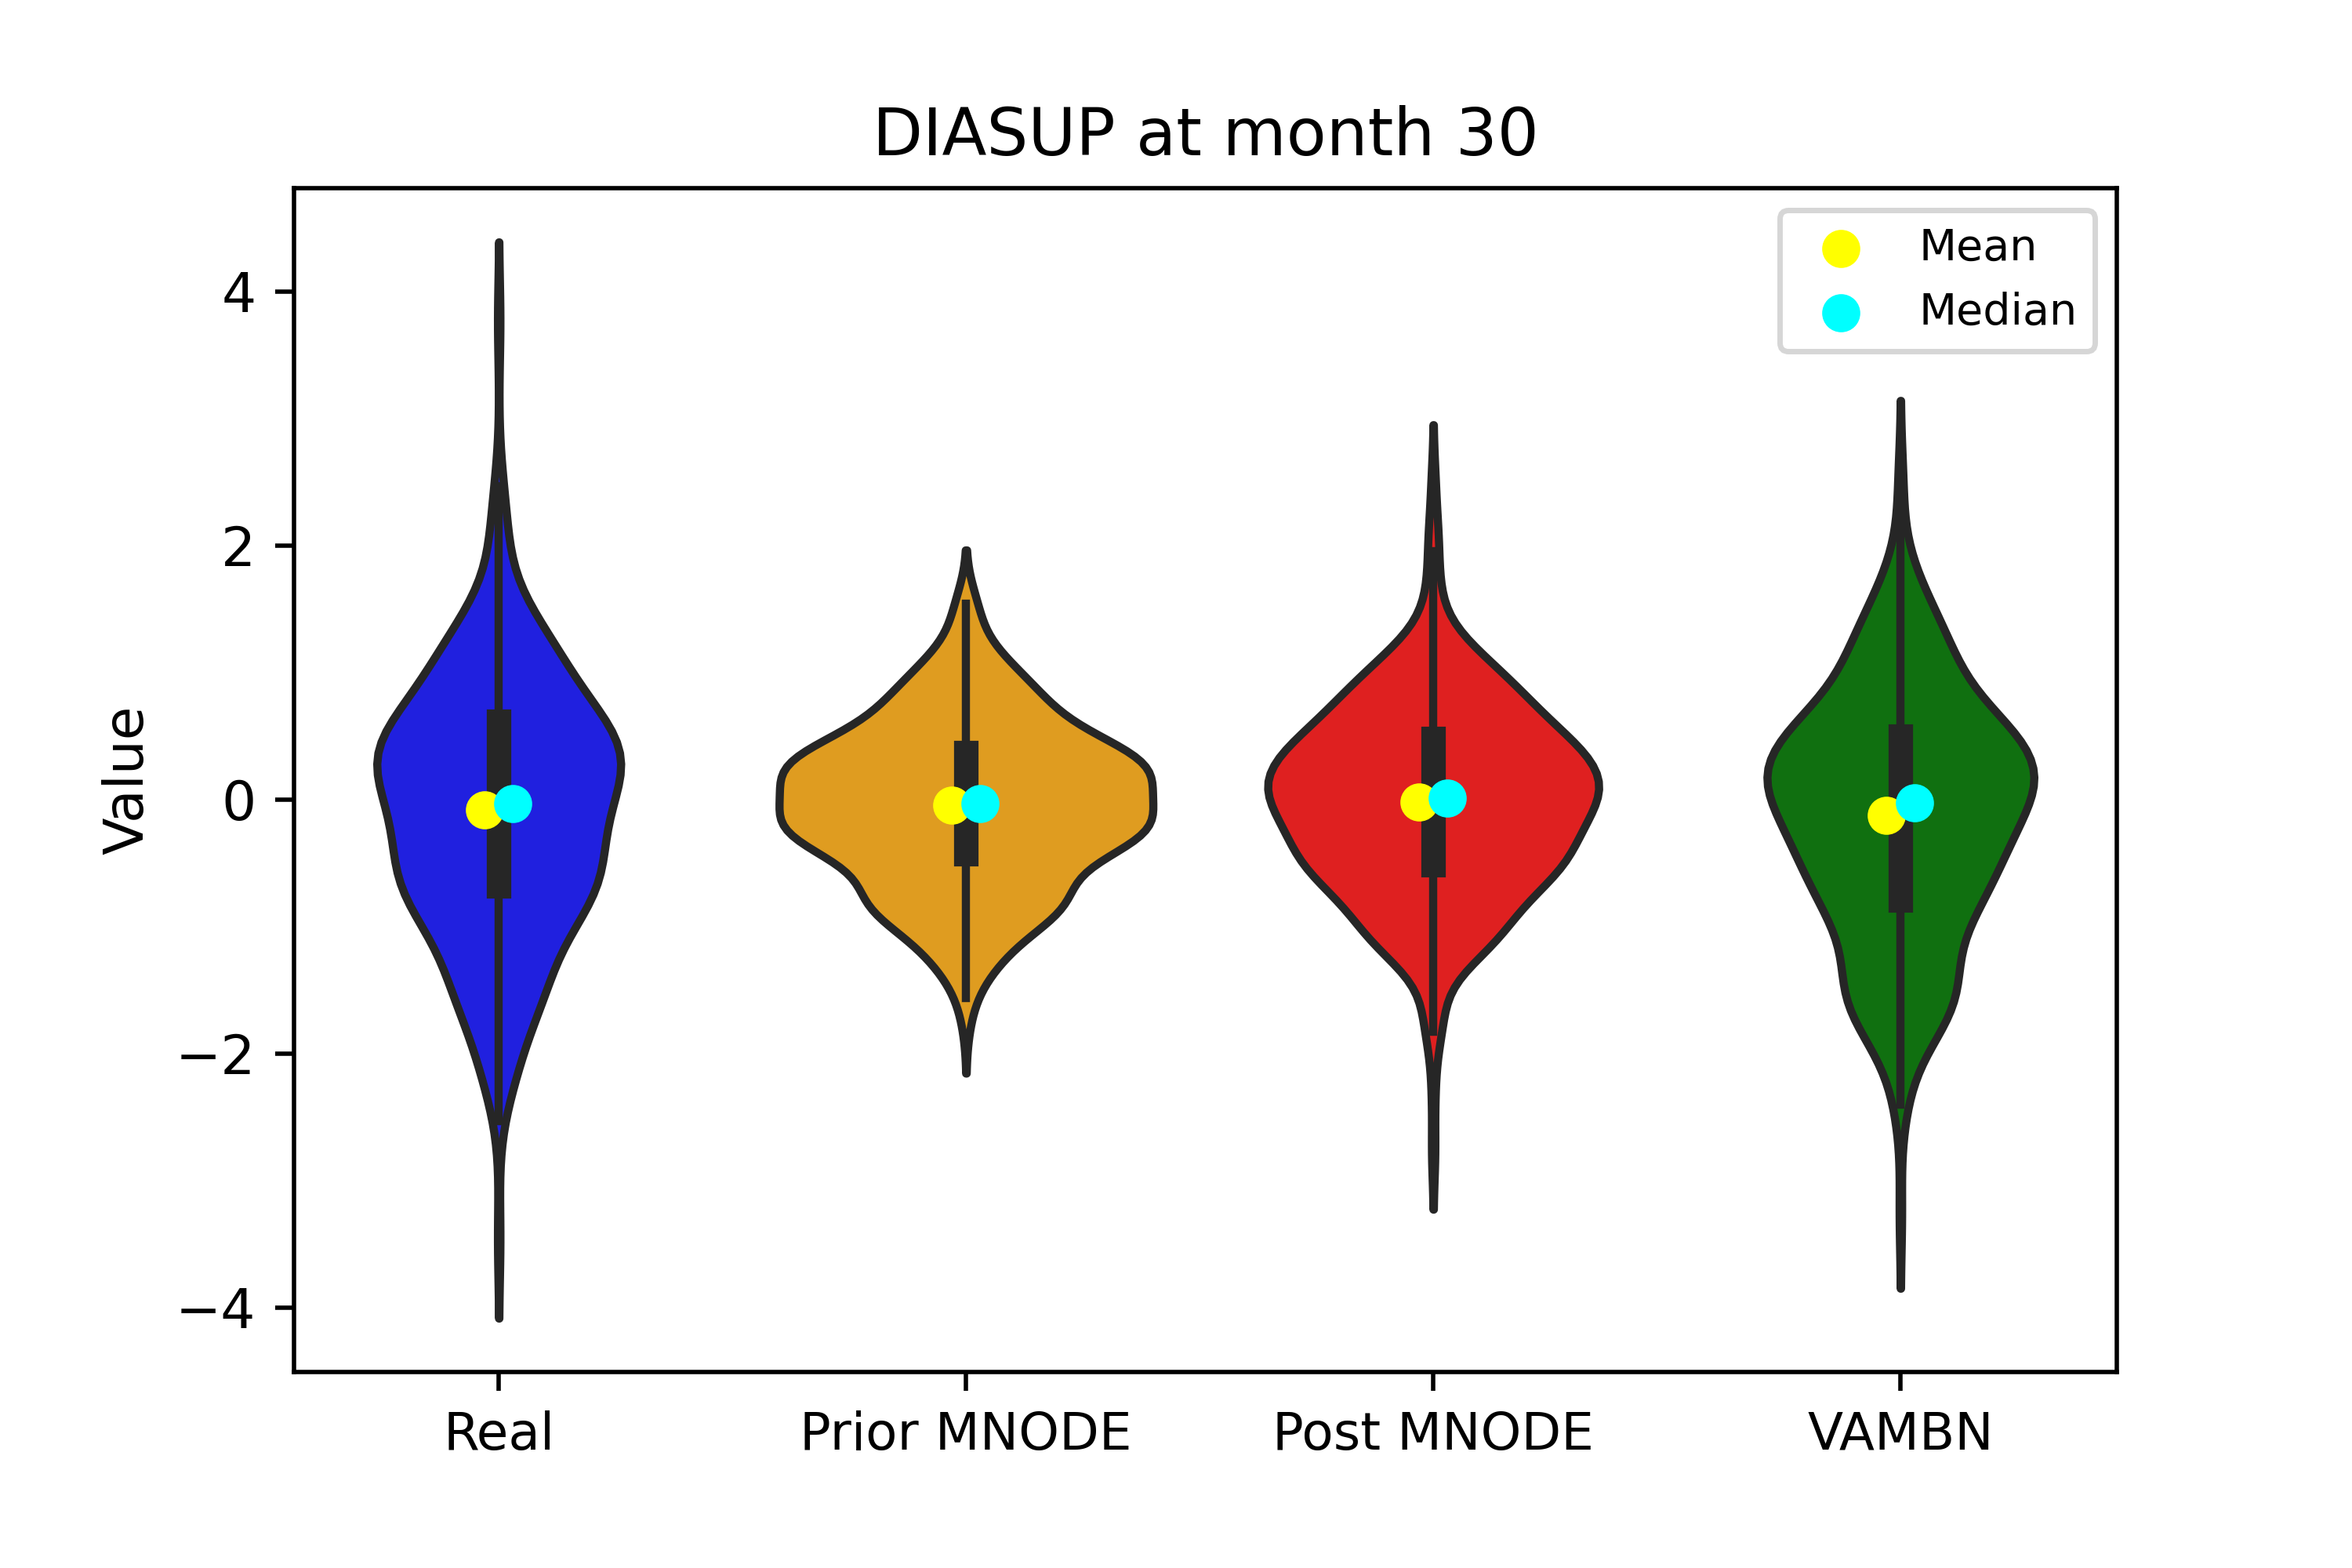 DIASUP at month 30
Mean
Median
4
2
0
−2
−4
Value
Real
Prior MNODE
Post MNODE
VAMBN